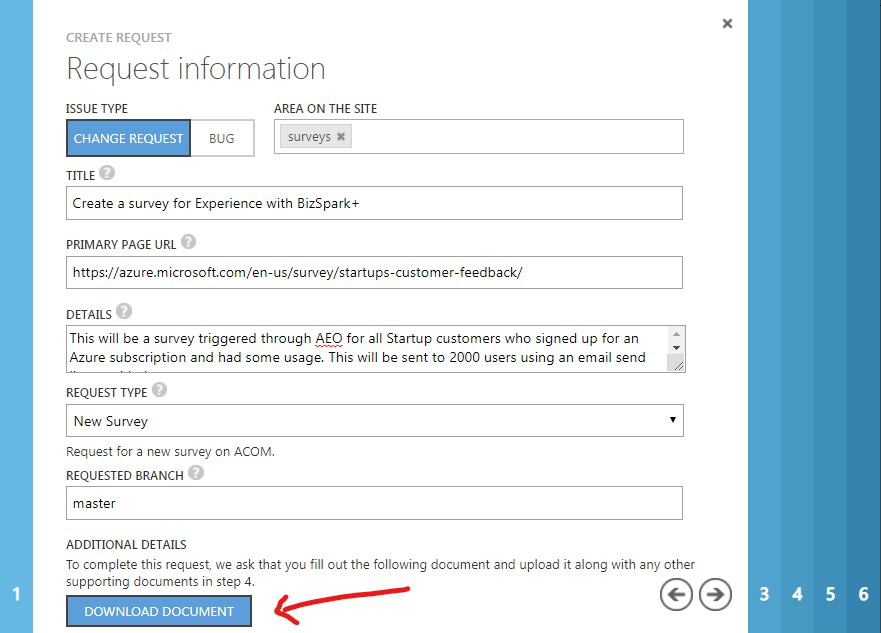 CREATE REQUEST
Request information
ISSUE TYPE
AREA ON THE SITE
CHANGE REQUEST
BUG
surveys
TITLE
Create a survey for Experience with BizSpark+
PRIMARY PAGE URL
https://azure.microsoft.com/en-us/survey/startups-customer-feedback/
DETAILS
This will be a survey triggered through AEO for all Startup customers who signed up for an
Azure subscription and had some usage. This will be sent to 2000 users using an email send
REQUEST TYPE
New Survey
Request for a new survey on ACOM.
REQUESTED BRANCH
master
ADDITIONAL DETAILS
To complete this request, we ask that you fill out the following document and upload it along with any other
supporting documents in step 4.
DOWNLOAD DOCUMENT
1
3 4 5 6